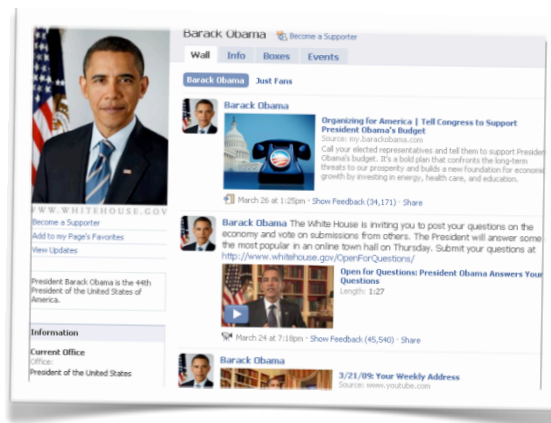 Barack Obama
Become a Supporter
Wall
Info
Boxes
Events
Barack Obama
Just Fans
WWW.WHITEHOUSE.GOV
Become a Supporter
Add to my Page's Favorites
View Updates
President Barack Obama is the 44th
President of the United States of
America.
Information
Current Office
Office:
President of the United States
Barack Obama
Organizing for America | Tell Congress to Support
President Obama's Budget
Source: my.barackobama.com
Call your elected representatives and tell them to support Presiden
Obama's budget. It's a bold plan that confronts the long-term
threats to our prosperity and builds a new foundation for economi
growth by investing in energy, health care, and education.
March 26 at 1:25pm · Show Feedback (34,171) · Share
Barack Obama The White House is inviting you to post your questions on the
economy and vote on submissions from others. The President will answer some
the most popular in an online town hall on Thursday. Submit your questions at
http://www.whitehouse.gov/OpenForQuestions/
Open for Questions: President Obama Answers Your
Questions
Length: 1:27
March 24 at 7:18pm · Show Feedback (45,540) · Share
Barack Obama
3/21/09: Your Weekly Address
Source: www.youtube.com